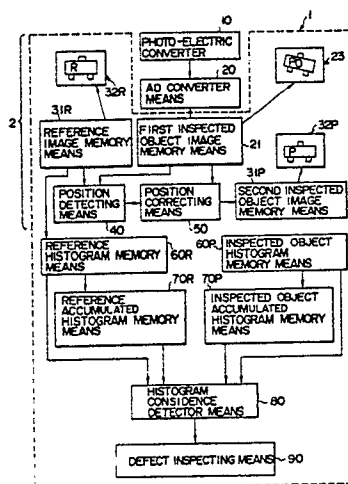 10
1
PHOTO-ELECTRIC
CONVERTER
20
R
PO
23
32R
AD CONVERTER
MEANS
2
31R
32P
REFERENCE
IMAGE MEMORY
MEANS
FIRST INSPECTED
OBJECT IMAGE
MEMORY MEANS
21
P
31P
POSITION
DETECTING
MEANS
POSITION
CORRECTING
MEANS
SECOND INSPECTED
OBJECT IMAGE
MEMORY MEANS
40
50
REFERENCE
HISTOGRAM MEMORY
MEANS
60R
60P
INSPECTED OBJECT
HISTOGRAM
MEMORY MEANS
70R
70P
REFERENCE
ACCUMULATED
HISTOGRAM MEMORY
MEANS
INSPECTED OBJECT
ACCUMULATED
HISTOGRAM MEMORY
MEANS
HISTOGRAM
CONSIDENCE
DETECTOR MEANS
80
DEFECT INSPECTING MEANS
90